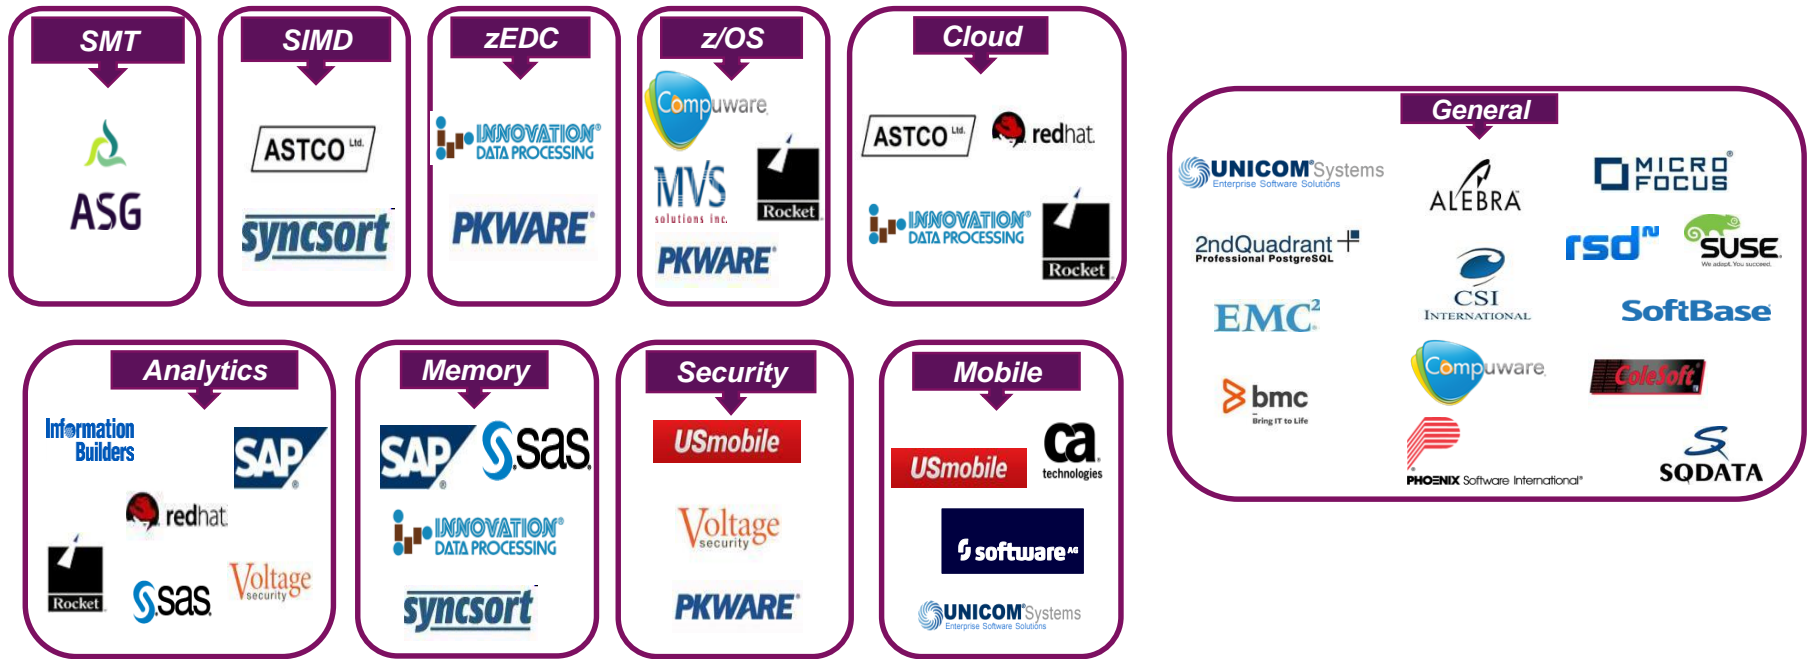 SMT
ASG
SIMD
ASTCO Ltd.
syncsort
zEDC
INNOVATION®
DATA PROCESSING
PKWARE®
z/OS
Compuware
MVS
solutions inc.
Rocket
PKWARE®
Cloud
ASTCO Ltd.
redhat.
INNOVATION®
DATA PROCESSING
Rocket
General
UNICOM® Systems
Enterprise Software Solutions
ALEBRA™
MICRO®
FOCUS
2ndQuadrant
Professional PostgreSQL
rsd
SUSE
We adapt. You succeed.
CSI
INTERNATIONAL
EMC²
SoftBase
Compuware
ColeSoft
bmc
Bring IT to Life
PHOENIX Software International®
SQDATA
Analytics
Information
Builders
SAP®
redhat.
Rocket
sas
Voltage
security
Memory
SAP®
sas
INNOVATION®
DATA PROCESSING
syncsort
Security
USmobile
Voltage
security
PKWARE®
Mobile
USmobile
ca
technologies
software AG
UNICOM® Systems
Enterprise Software Solutions